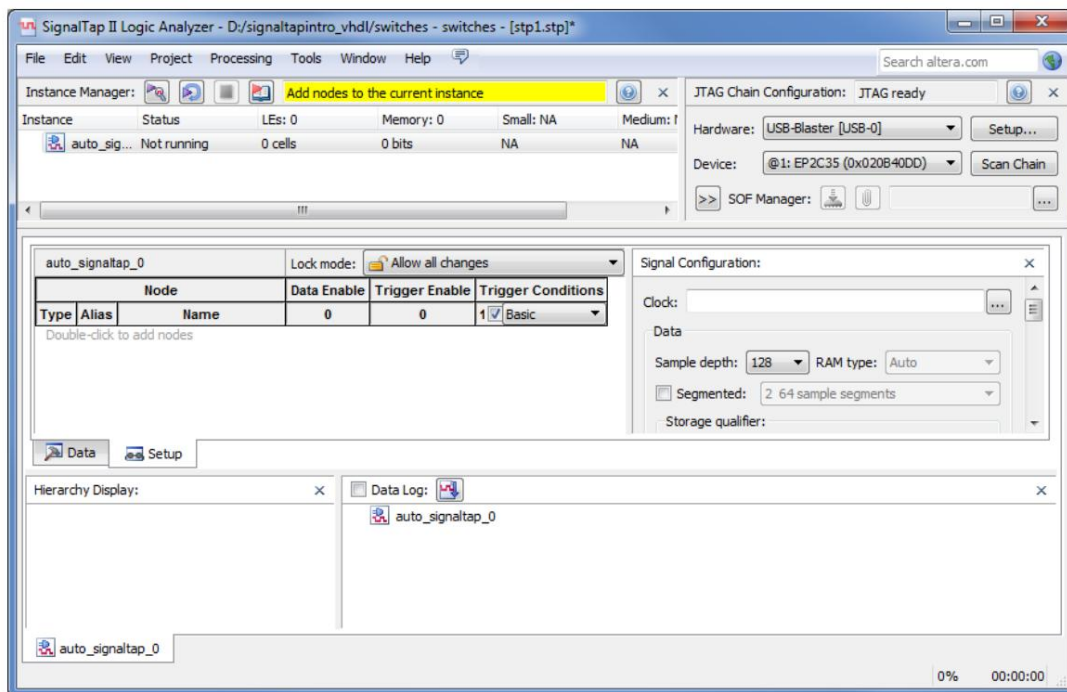 SignalTap II Logic Analyzer - D:/signaltapintro_vhdl/switches - switches - [stp1.stp]*
File Edit View Project Processing Tools Window Help Search altera.com
Instance Manager: Add nodes to the current instance
Instance Status LEs: 0 Memory: 0 Small: NA Medium:
auto_sig... Not running 0 cells 0 bits NA NA
JTAG Chain Configuration: JTAG ready
Hardware: USB-Blaster [USB-0] Setup...
Device: @1: EP2C35 (0x020B40DD) Scan Chain
>> SOF Manager: ...
auto_signaltap_0 Lock mode: Allow all changes
Node Data Enable Trigger Enable Trigger Conditions
Type Alias Name 0 0 1 Basic
Double-click to add nodes
Signal Configuration:
Clock: ...
Data
Sample depth: 128 RAM type: Auto
Segmented: 2 64 sample segments
Storage qualifier:
Data Setup
Hierarchy Display:
Data Log:
auto_signaltap_0
auto_signaltap_0
0% 00:00:00